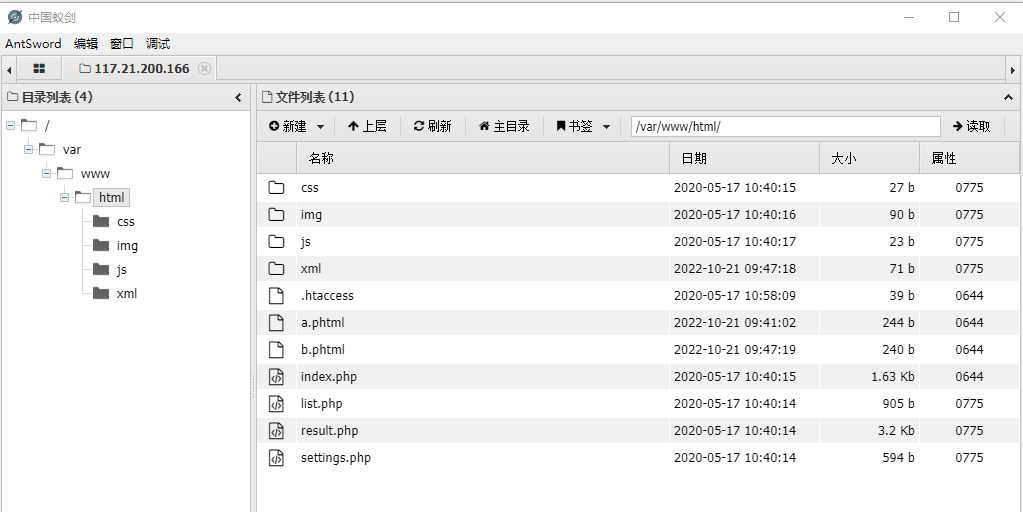 中国蚁剑
AntSword 编辑 窗口 调试
117.21.200.166
目录列表 (4)
/
var
www
html
css
img
js
xml
文件列表 (11)
新建 上层 刷新 主目录 书签 /var/www/html/ 读取
名称 日期 大小 属性
css 2020-05-17 10:40:15 27 b 0775
img 2020-05-17 10:40:16 90 b 0775
js 2020-05-17 10:40:17 23 b 0775
xml 2022-10-21 09:47:18 71 b 0775
.htaccess 2020-05-17 10:58:09 39 b 0644
a.phtml 2022-10-21 09:41:02 244 b 0644
b.phtml 2022-10-21 09:47:19 240 b 0644
index.php 2020-05-17 10:40:15 1.63 Kb 0644
list.php 2020-05-17 10:40:14 905 b 0775
result.php 2020-05-17 10:40:14 3.2 Kb 0775
settings.php 2020-05-17 10:40:14 594 b 0775